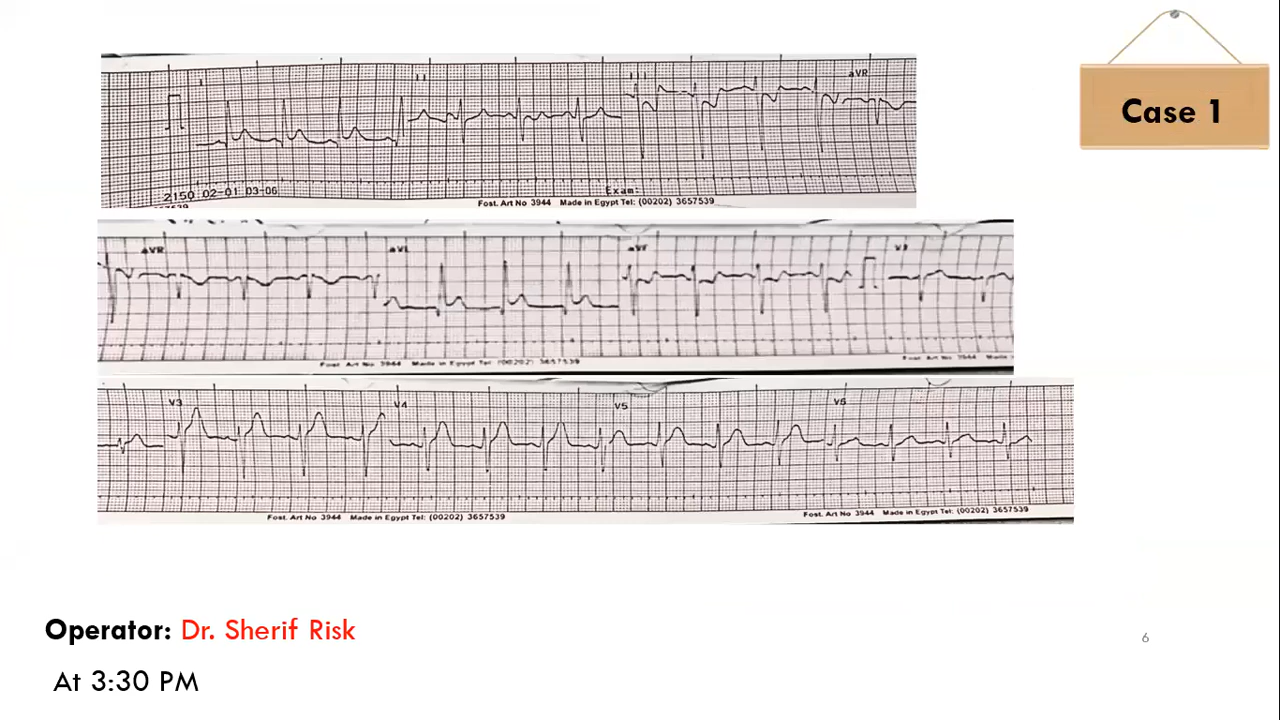 Case 1
I I
I I I
aVR
2150 02-01 03-06
Exam:
Fost. Art No 3944 Made in Egypt Tel: (00202) 3657539
aVR
aVL
aVF
Fost. Art No. 3944 Made in Egypt Tel: (00202) 3657539
V3
V4
V5
V6
Fost. Art No 3944 Made in Egypt Tel: (00202) 3657539
Fost. Art No 3944 Made in Egypt Tel: (00202) 3657539
Operator: Dr. Sherif Risk
6
At 3:30 PM